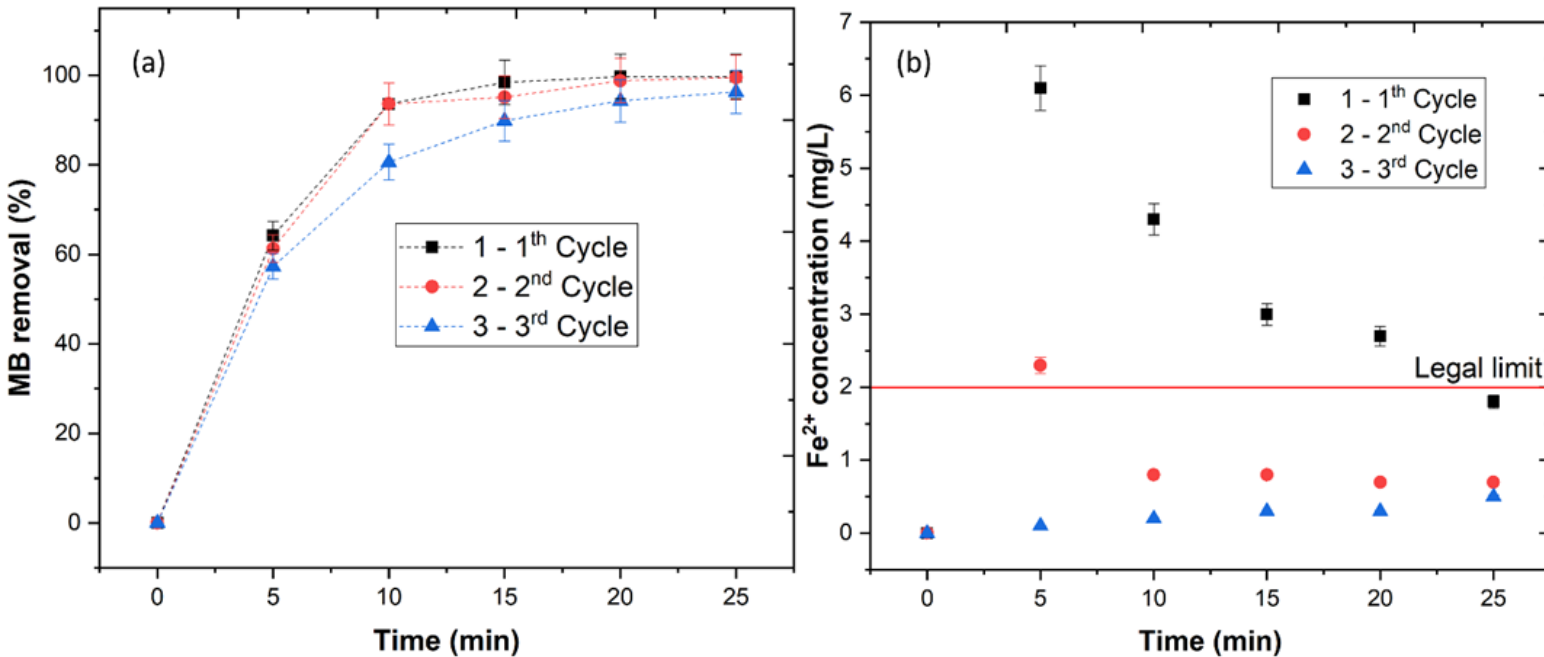 (a)
MB removal (%)
100
80
60
40
20
0
1 - 1th Cycle
2 - 2nd Cycle
3 - 3rd Cycle
0 5 10 15 20 25
Time (min)
(b)
Fe2+ concentration (mg/L)
7
6
5
4
3
2
1
0
1 - 1th Cycle
2 - 2nd Cycle
3 - 3rd Cycle
Legal limit
0 5 10 15 20 25
Time (min)